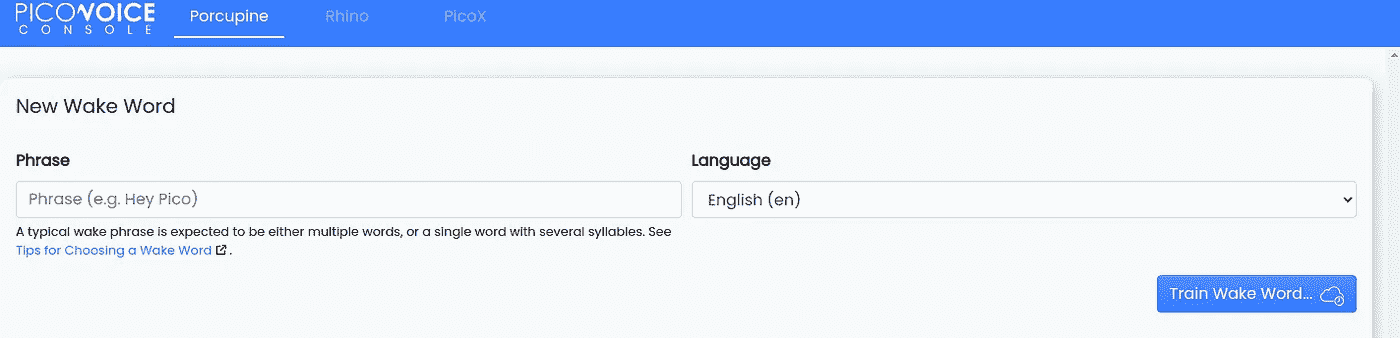 PICOVOICE
CONSOLE
Porcupine
Rhino
PicoX
New Wake Word
Phrase
Language
Phrase (e.g. Hey Pico)
English (en)
A typical wake phrase is expected to be either multiple words, or a single word with several syllables. See
Tips for Choosing a Wake Word .
Train Wake Word...